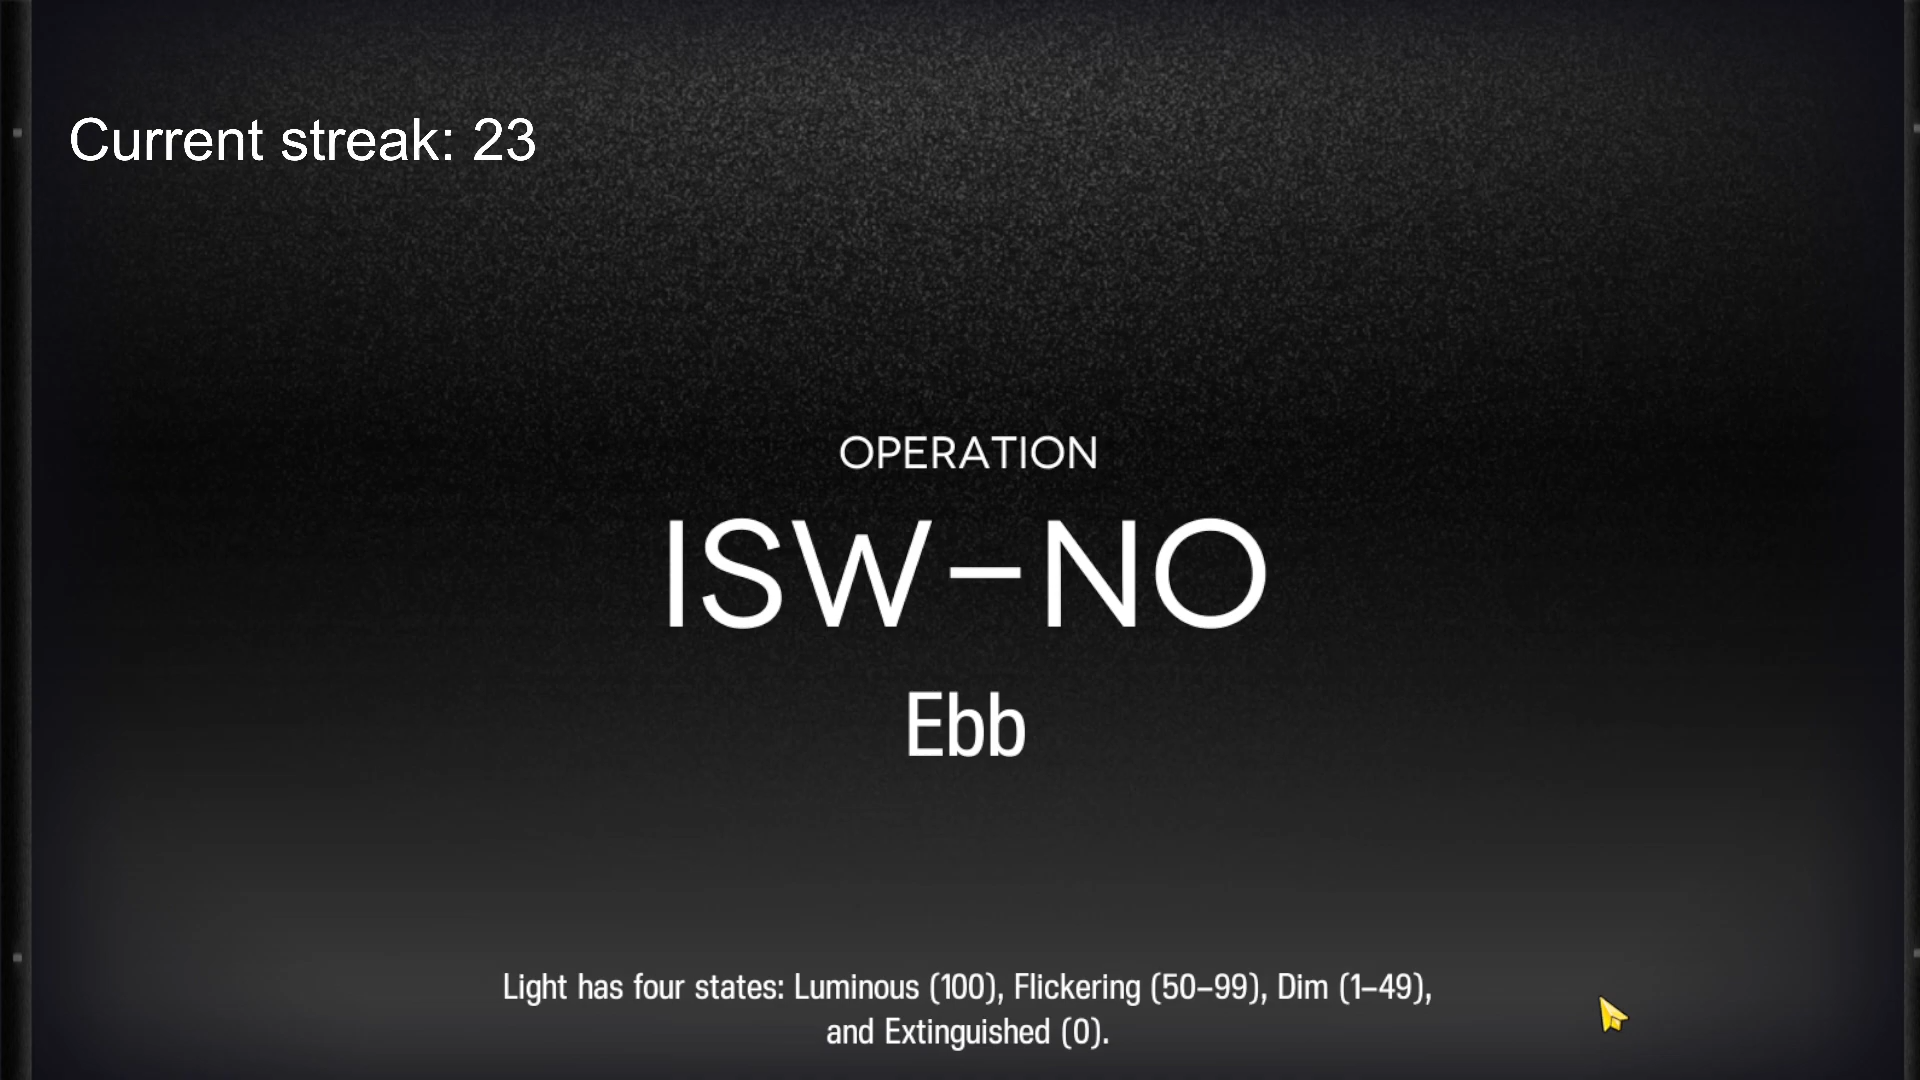 Current streak: 23
OPERATION
ISW-NO
Ebb
Light has four states: Luminous (100), Flickering (50–99), Dim (1–49),
and Extinguished (0).